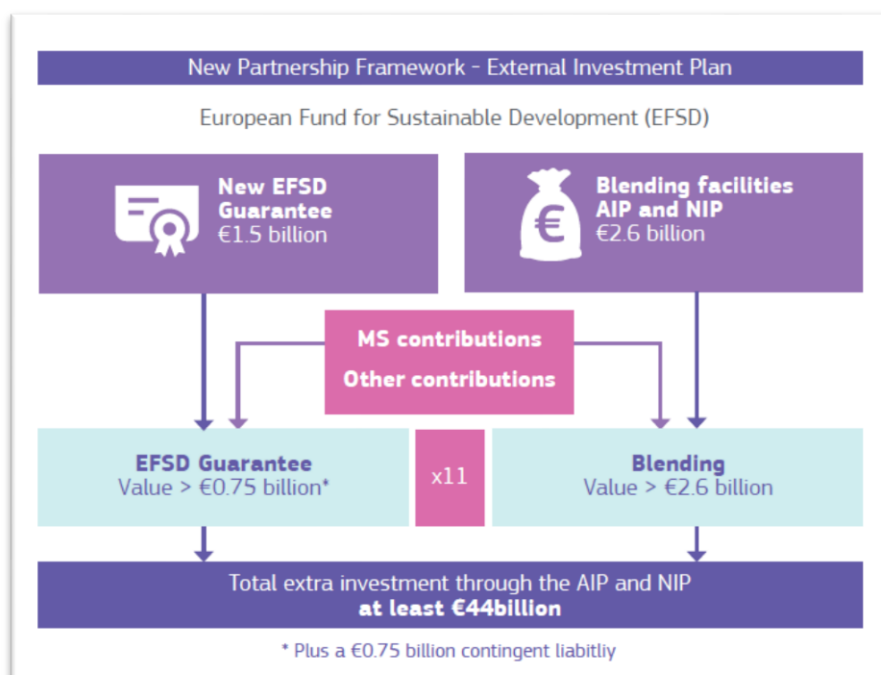 New Partnership Framework - External Investment Plan
European Fund for Sustainable Development (EFSD)
New EFSD
Guarantee
€1.5 billion
Blending facilities
AIP and NIP
€2.6 billion
€
MS contributions
Other contributions
EFSD Guarantee
Value > €0.75 billion*
x11
Blending
Value > €2.6 billion
Total extra investment through the AIP and NIP
at least €44billion
* Plus a €0.75 billion contingent liabitliy